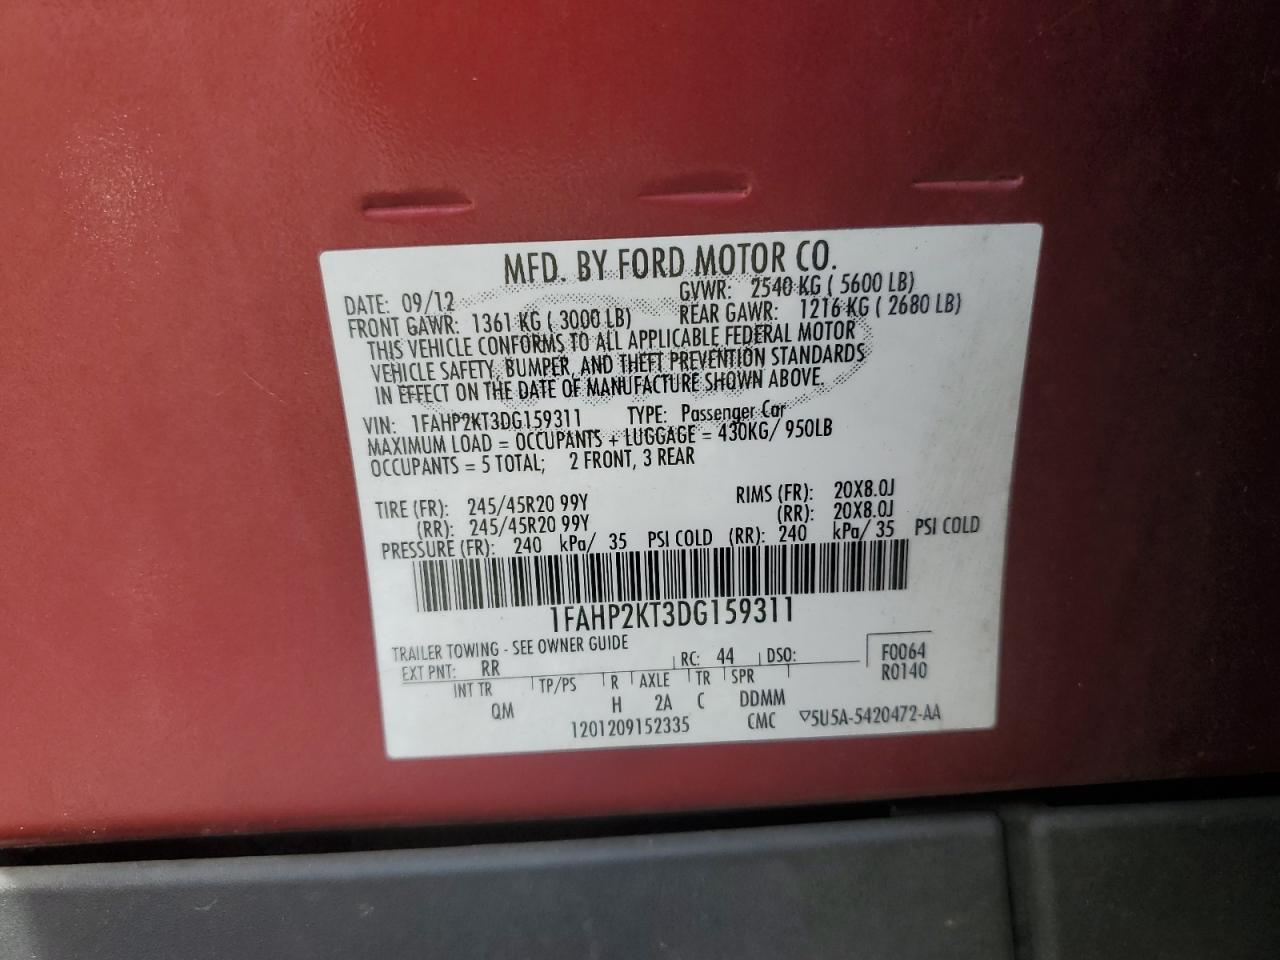 MFD. BY FORD MOTOR CO.
DATE: 09/12 GVWR: 2540 KG ( 5600 LB)
FRONT GAWR: 1361 KG ( 3000 LB) REAR GAWR: 1216 KG ( 2680 LB)
THIS VEHICLE CONFORMS TO ALL APPLICABLE FEDERAL MOTOR
VEHICLE SAFETY, BUMPER, AND THEFT PREVENTION STANDARDS
IN EFFECT ON THE DATE OF MANUFACTURE SHOWN ABOVE.
VIN: 1FAHP2KT3DG159311 TYPE: Passenger Car
MAXIMUM LOAD = OCCUPANTS + LUGGAGE = 430KG/ 950LB
OCCUPANTS = 5 TOTAL; 2 FRONT, 3 REAR
TIRE (FR): 245/45R20 99Y RIMS (FR): 20X8.0J
(RR): 245/45R20 99Y (RR): 20X8.0J
PRESSURE (FR): 240 kPa/ 35 PSI COLD (RR): 240 kPa/ 35 PSI COLD
1FAHP2KT3DG159311
TRAILER TOWING - SEE OWNER GUIDE
EXT PNT: RR RC: 44 DSO: F0064
R0140
INT TR TP/PS R AXLE TR SPR
QM H 2A C DDMM
1201209152335 CMC ▽5U5A-5420472-AA